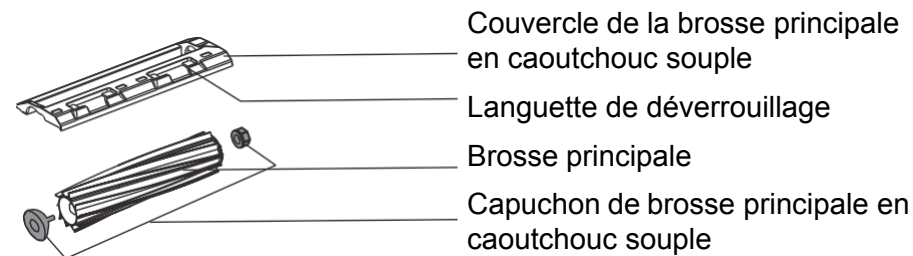 Couvercle de la brosse principale
en caoutchouc souple
Languette de déverrouillage
Brosse principale
Capuchon de brosse principale en
caoutchouc souple